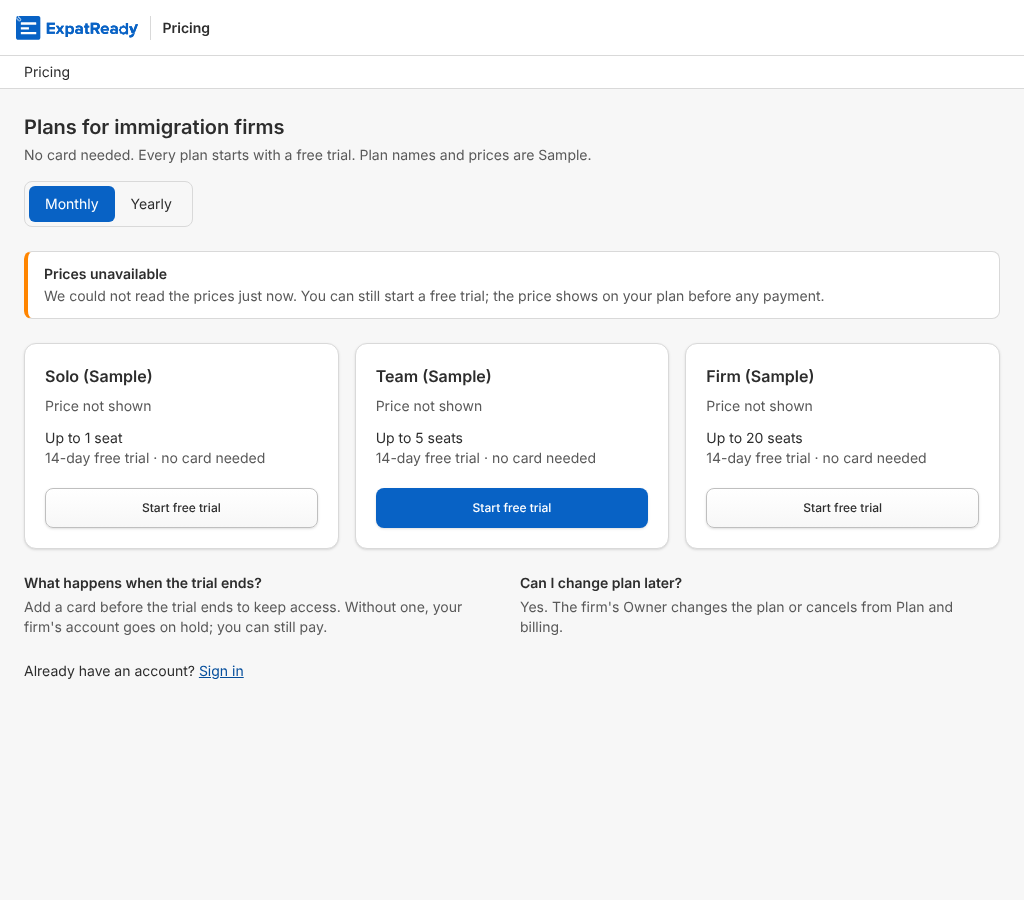 ExpatReady
Pricing
Pricing
Plans for immigration firms
No card needed. Every plan starts with a free trial. Plan names and prices are Sample.
Monthly
Yearly
Prices unavailable
We could not read the prices just now. You can still start a free trial; the price shows on your plan before any payment.
Solo (Sample)
Price not shown
Up to 1 seat
14-day free trial · no card needed
Start free trial
Team (Sample)
Price not shown
Up to 5 seats
14-day free trial · no card needed
Start free trial
Firm (Sample)
Price not shown
Up to 20 seats
14-day free trial · no card needed
Start free trial
What happens when the trial ends?
Add a card before the trial ends to keep access. Without one, your
firm's account goes on hold; you can still pay.
Can I change plan later?
Yes. The firm's Owner changes the plan or cancels from Plan and
billing.
Already have an account? Sign in